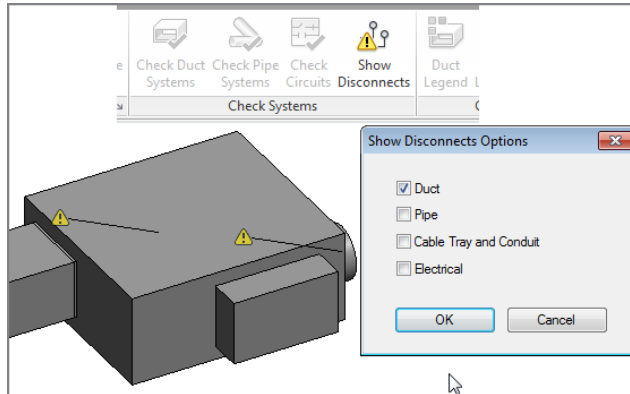 e
Check Duct
Systems
Check Pipe
Systems
Check
Circuits
Show
Disconnects
Duct
Legend
L
Check Systems
C
Show Disconnects Options
Duct
Pipe
Cable Tray and Conduit
Electrical
OK
Cancel